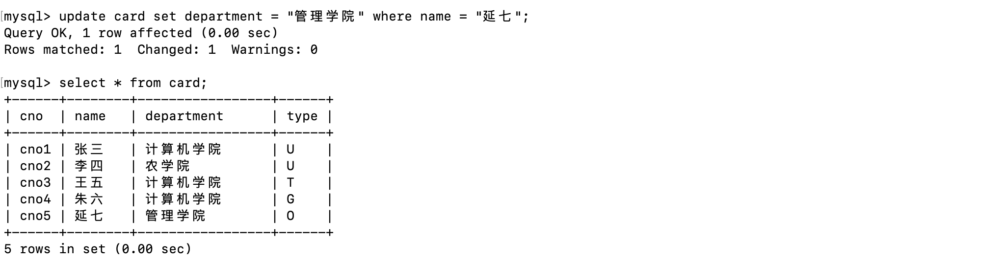 mysql> update card set department = "管理学院" where name = "延七";
Query OK, 1 row affected (0.00 sec)
Rows matched: 1  Changed: 1  Warnings: 0
mysql> select * from card;
+------+--------+-----------------+------+
| cno  | name   | department      | type |
+------+--------+-----------------+------+
| cno1 | 张三   | 计算机学院      | U    |
| cno2 | 李四   | 农学院          | U    |
| cno3 | 王五   | 计算机学院      | T    |
| cno4 | 朱六   | 计算机学院      | G    |
| cno5 | 延七   | 管理学院        | O    |
+------+--------+-----------------+------+
5 rows in set (0.00 sec)